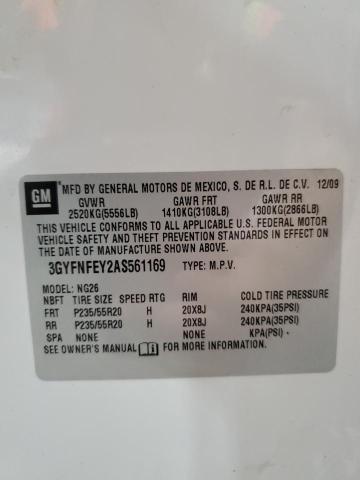 GM MFD BY GENERAL MOTORS DE MEXICO, S. DE R.L. DE C.V. 12/09
GVWR GAWR FRT GAWR RR
2520KG(5556LB) 1410KG(3108LB) 1300KG(2866LB)
THIS VEHICLE CONFORMS TO ALL APPLICABLE U.S. FEDERAL MOTOR
VEHICLE SAFETY AND THEFT PREVENTION STANDARDS IN EFFECT ON
THE DATE OF MANUFACTURE SHOWN ABOVE.
3GYFNFEY2AS561169 TYPE: M.P.V.
MODEL: NG26
NBFT TIRE SIZE SPEED RTG RIM COLD TIRE PRESSURE
FRT P235/55R20 H 20X8J 240KPA(35PSI)
RR P235/55R20 H 20X8J 240KPA(35PSI)
SPA NONE NONE KPA(PSI)
SEE OWNER'S MANUAL FOR MORE INFORMATION.